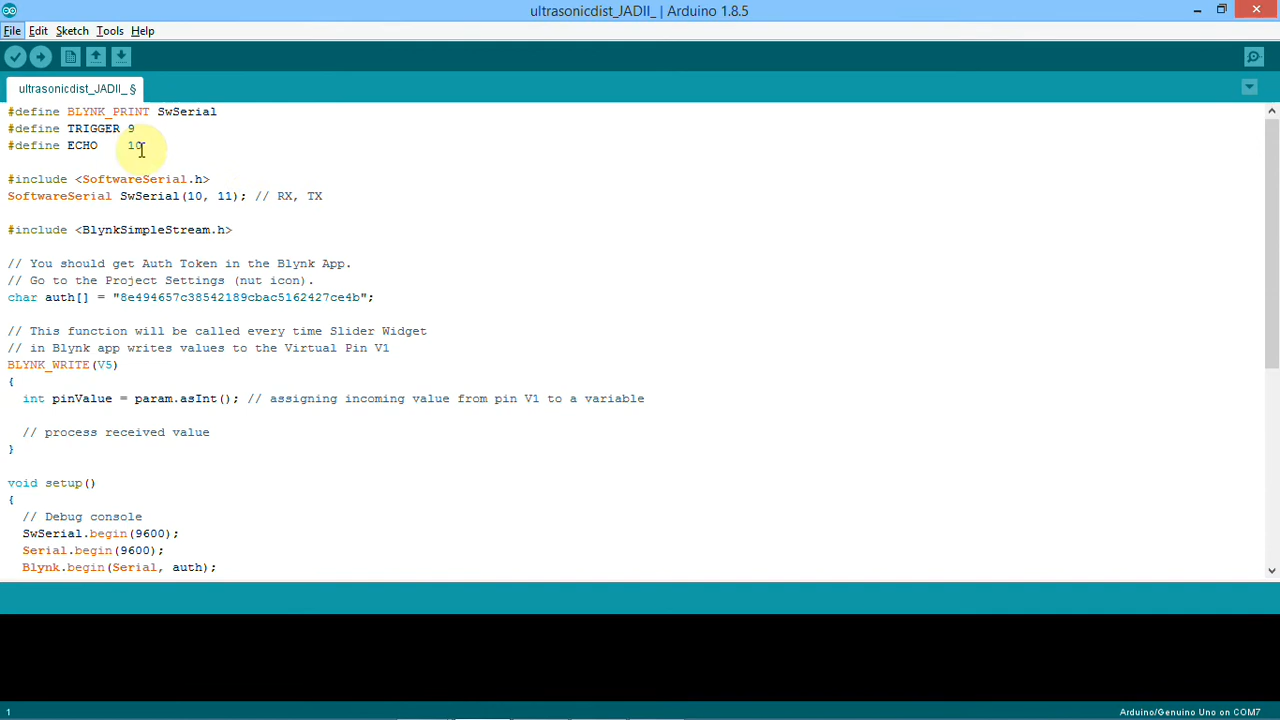 ultrasonicdist_JADII_ | Arduino 1.8.5
File Edit Sketch Tools Help
ultrasonicdist_JADII_ §
#define BLYNK_PRINT SwSerial
#define TRIGGER 9
#define ECHO    10
#include <SoftwareSerial.h>
SoftwareSerial SwSerial(10, 11); // RX, TX
#include <BlynkSimpleStream.h>
// You should get Auth Token in the Blynk App.
// Go to the Project Settings (nut icon).
char auth[] = "8e494657c38542189cbac5162427ce4b";
// This function will be called every time Slider Widget
// in Blynk app writes values to the Virtual Pin V1
BLYNK_WRITE(V5)
{
  int pinValue = param.asInt(); // assigning incoming value from pin V1 to a variable
  // process received value
}
void setup()
{
  // Debug console
  SwSerial.begin(9600);
  Serial.begin(9600);
  Blynk.begin(Serial, auth);
1
Arduino/Genuino Uno on COM7